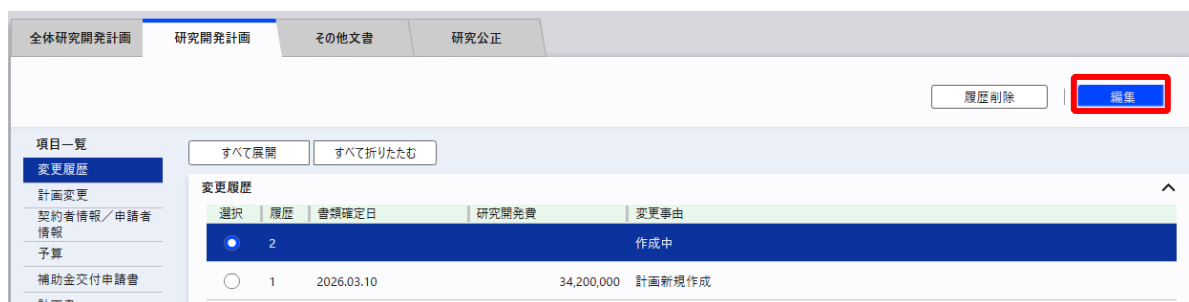 全体研究開発計画 研究開発計画 その他文書 研究公正
履歴削除 編集
項目一覧
変更履歴
計画変更
契約者情報／申請者
情報
予算
補助金交付申請書
すべて展開 すべて折りたたむ
変更履歴
選択 履歴 書類確定日 研究開発費 変更事由
2 作成中
1 2026.03.10 34,200,000 計画新規作成